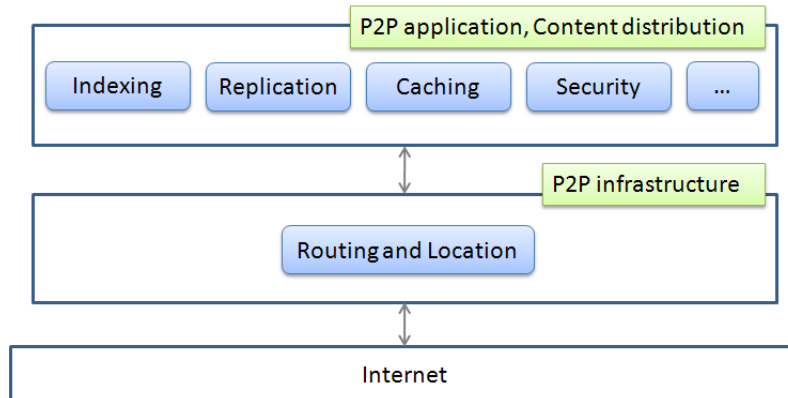 P2P application, Content distribution
Indexing
Replication
Caching
Security
...
P2P infrastructure
Routing and Location
Internet